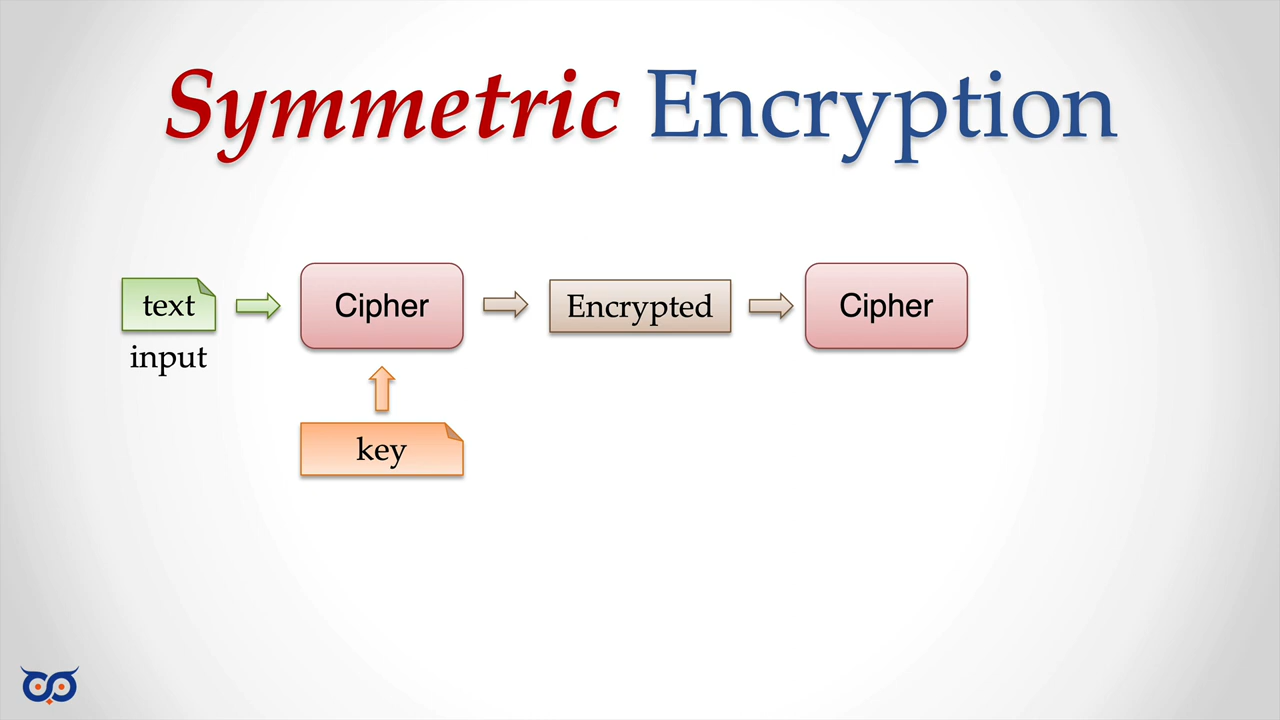 Symmetric Encryption
text
input
Cipher
key
Encrypted
Cipher